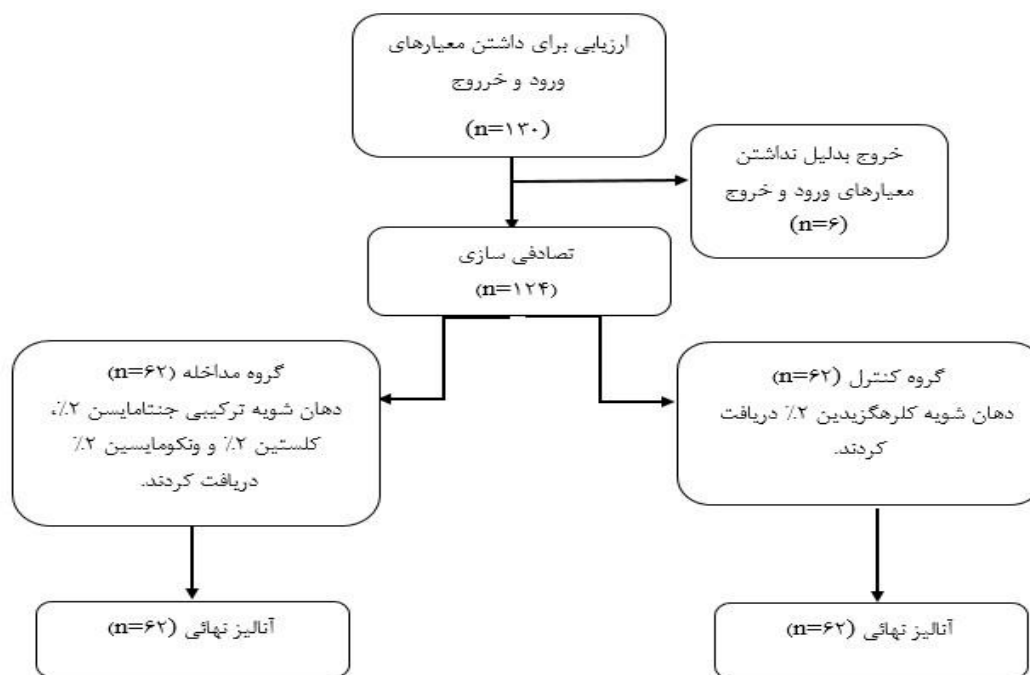 ارزیابی برای داشتن معیارهای
ورود و خرروج
(n=۱۳۰)
خروج بدلیل نداشتن
معیارهای ورود و خروج
(n=۶)
تصادفی سازی
(n=۱۲۴)
گروه کنترل (n=۶۲)
دهان شویه کلرهگزیدین ۲٪ دریافت
کردند.
گروه مداخله (n=۶۲)
دهان شویه ترکیبی جنتامایسن ۲٪،
کلستین ۲٪ و ونکومایسین ۲٪
دریافت کردند.
آنالیز نهائی (n=۶۲)
آنالیز نهائی (n=۶۲)